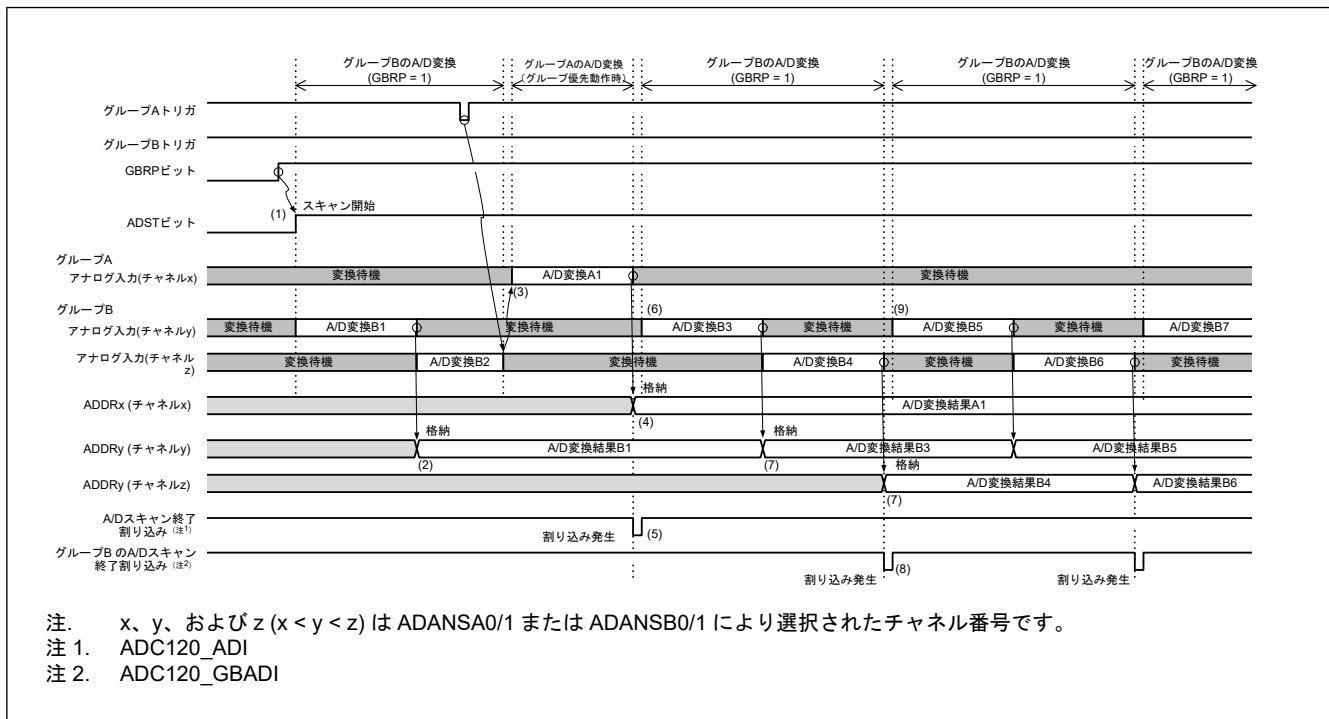 グループBのA/D変換
(GBRP = 1)
グループAのA/D変換
(グループ優先動作時)
グループBのA/D変換
(GBRP = 1)
グループBのA/D変換
(GBRP = 1)
グループBのA/D変換
(GBRP = 1)
グループAトリガ
グループBトリガ
GBRPビット
(1)
スキャン開始
ADSTビット
グループA
アナログ入力(チャネルx)
変換待機
A/D変換A1
変換待機
(3)
グループB
(6)
(9)
アナログ入力(チャネルy)
変換待機
A/D変換B1
変換待機
A/D変換B3
変換待機
A/D変換B5
変換待機
A/D変換B7
アナログ入力(チャネル
z)
変換待機
A/D変換B2
変換待機
A/D変換B4
変換待機
A/D変換B6
変換待機
格納
ADDRx (チャネルx)
A/D変換結果A1
(4)
格納
格納
ADDRy (チャネルy)
A/D変換結果B1
A/D変換結果B3
A/D変換結果B5
(2)
(7)
格納
ADDRy (チャネルz)
A/D変換結果B4
A/D変換結果B6
(7)
A/Dスキャン終了
割り込み (注1)
割り込み発生
(5)
グループB のA/Dスキャン
終了割り込み (注2)
(8)
割り込み発生
割り込み発生
注. x、y、および z (x < y < z) は ADANSA0/1 または ADANSB0/1 により選択されたチャネル番号です。
注 1. ADC120_ADI
注 2. ADC120_GBADI